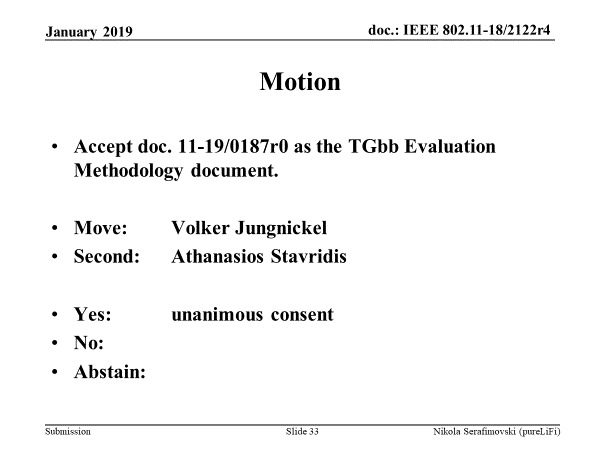 January 2019 doc.: IEEE 802.11-18/2122r4
Motion
• Accept doc. 11-19/0187r0 as the TGbb Evaluation
Methodology document.
• Move: Volker Jungnickel
• Second: Athanasios Stavridis
• Yes: unanimous consent
• No:
• Abstain:
Submission Slide 33 Nikola Serafimovski (pureLiFi)